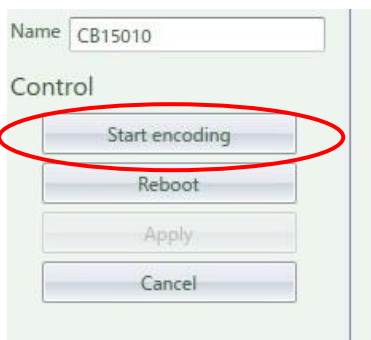 Name CB15010
Control
Start encoding
Reboot
Apply
Cancel